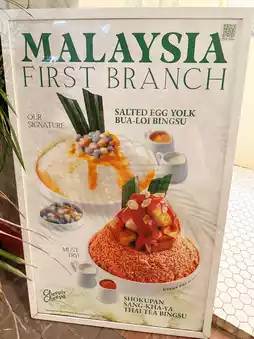 MALAYSIA
FIRST BRANCH
OUR
SIGNATURE
SALTED EGG YOLK
BUA-LOI BINGSU
MUST
TRY
SHOKUPAN
SANG-KHA-YA
THAI TEA BINGSU